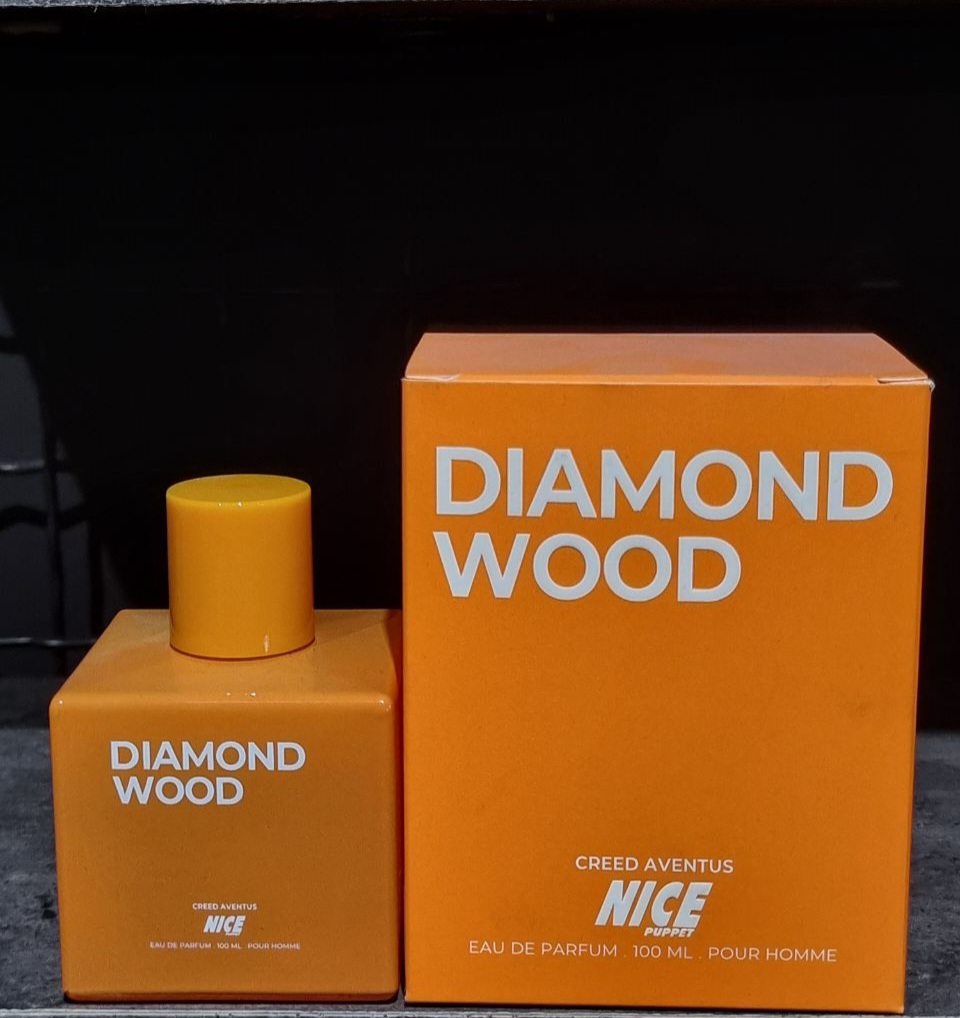 DIAMOND
WOOD
CREED AVENTUS
NICE
PUPPET
EAU DE PARFUM . 100 ML . POUR HOMME
DIAMOND
WOOD
CREED AVENTUS
NICE
PUPPET
EAU DE PARFUM . 100 ML . POUR HOMME